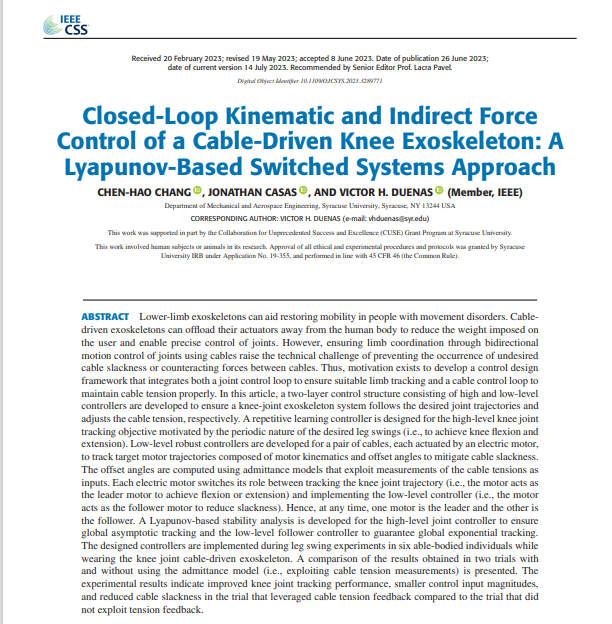 IEEE
CSS
Received 20 February 2023; revised 19 May 2023; accepted 8 June 2023. Date of publication 26 June 2023;
date of current version 14 July 2023. Recommended by Senior Editor Prof. Lacra Pavel.
Digital Object Identifier 10.1109/OJCSYS.2023.3289771
Closed-Loop Kinematic and Indirect Force
Control of a Cable-Driven Knee Exoskeleton: A
Lyapunov-Based Switched Systems Approach
CHEN-HAO CHANG, JONATHAN CASAS, AND VICTOR H. DUENAS (Member, IEEE)
Department of Mechanical and Aerospace Engineering, Syracuse University, Syracuse, NY 13244 USA
CORRESPONDING AUTHOR: VICTOR H. DUENAS (e-mail: vhduenas@syr.edu)
This work was supported in part by the Collaboration for Unprecedented Success and Excellence (CUSE) Grant Program at Syracuse University.
This work involved human subjects or animals in its research. Approval of all ethical and experimental procedures and protocols was granted by Syracuse
University IRB under Application No. 19-355, and performed in line with 45 CFR 46 (the Common Rule).
ABSTRACT Lower-limb exoskeletons can aid restoring mobility in people with movement disorders. Cable-
driven exoskeletons can offload their actuators away from the human body to reduce the weight imposed on
the user and enable precise control of joints. However, ensuring limb coordination through bidirectional
motion control of joints using cables raise the technical challenge of preventing the occurrence of undesired
cable slackness or counteracting forces between cables. Thus, motivation exists to develop a control design
framework that integrates both a joint control loop to ensure suitable limb tracking and a cable control loop to
maintain cable tension properly. In this article, a two-layer control structure consisting of high and low-level
controllers are developed to ensure a knee-joint exoskeleton system follows the desired joint trajectories and
adjusts the cable tension, respectively. A repetitive learning controller is designed for the high-level knee joint
tracking objective motivated by the periodic nature of the desired leg swings (i.e., to achieve knee flexion and
extension). Low-level robust controllers are developed for a pair of cables, each actuated by an electric motor,
to track target motor trajectories composed of motor kinematics and offset angles to mitigate cable slackness.
The offset angles are computed using admittance models that exploit measurements of the cable tensions as
inputs. Each electric motor switches its role between tracking the knee joint trajectory (i.e., the motor acts as
the leader motor to achieve flexion or extension) and implementing the low-level controller (i.e., the motor
acts as the follower motor to reduce slackness). Hence, at any time, one motor is the leader and the other is
the follower. A Lyapunov-based stability analysis is developed for the high-level joint controller to ensure
global asymptotic tracking and the low-level follower controller to guarantee global exponential tracking.
The designed controllers are implemented during leg swing experiments in six able-bodied individuals while
wearing the knee joint cable-driven exoskeleton. A comparison of the results obtained in two trials with
and without using the admittance model (i.e., exploiting cable tension measurements) is presented. The
experimental results indicate improved knee joint tracking performance, smaller control input magnitudes,
and reduced cable slackness in the trial that leveraged cable tension feedback compared to the trial that did
not exploit tension feedback.